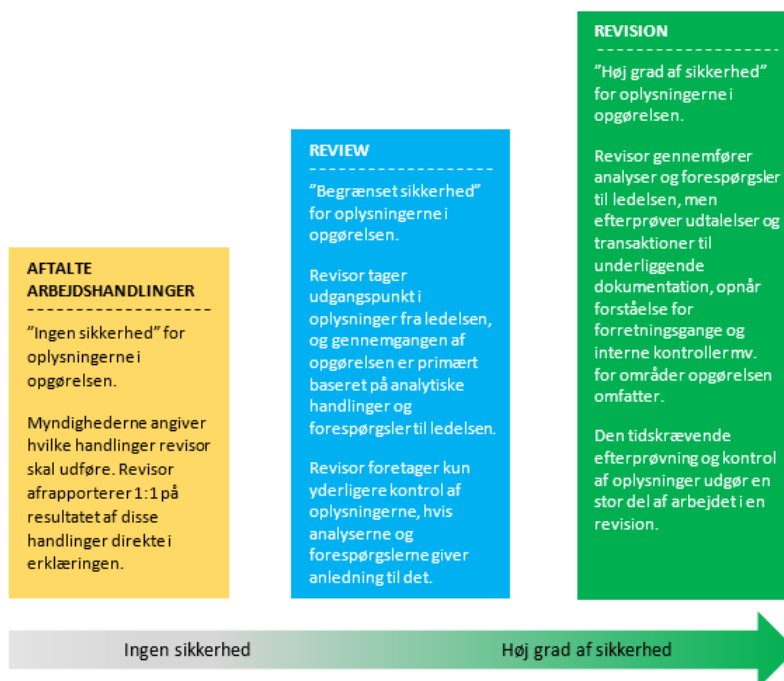 AFTALTE
ARBEJDSHANDLINGER
"Ingen sikkerhed" for
oplysningerne i
opgørelsen.
Myndighederne angiver
hvilke handlinger revisor
skal udføre. Revisor
afrapporterer 1:1 på
resultatet af disse
handlinger direkte i
erklæringen.
REVIEW
"Begrænset sikkerhed"
for oplysningerne i
opgørelsen.
Revisor tager
udgangspunkt i
oplysninger fra ledelsen,
og gennemgangen af
opgørelsen er primært
baseret på analytiske
handlinger og
forespørgsler til ledelsen.
Revisor foretager kun
yderligere kontrol af
oplysningerne, hvis
analyserne og
forespørgslerne giver
anledning til det.
REVISION
"Høj grad af sikkerhed"
for oplysningerne i
opgørelsen.
Revisor gennemfører
analyser og forespørgsler
til ledelsen, men
efterprøver udtalelser og
transaktioner til
underliggende
dokumentation, opnår
forståelse for
forretningsgange og
interne kontroller mv.
for områder opgørelsen
omfatter.
Den tidskrævende
efterprøvning og kontrol
af oplysninger udgør en
stor del af arbejdet i en
revision.
Ingen sikkerhed
Høj grad af sikkerhed